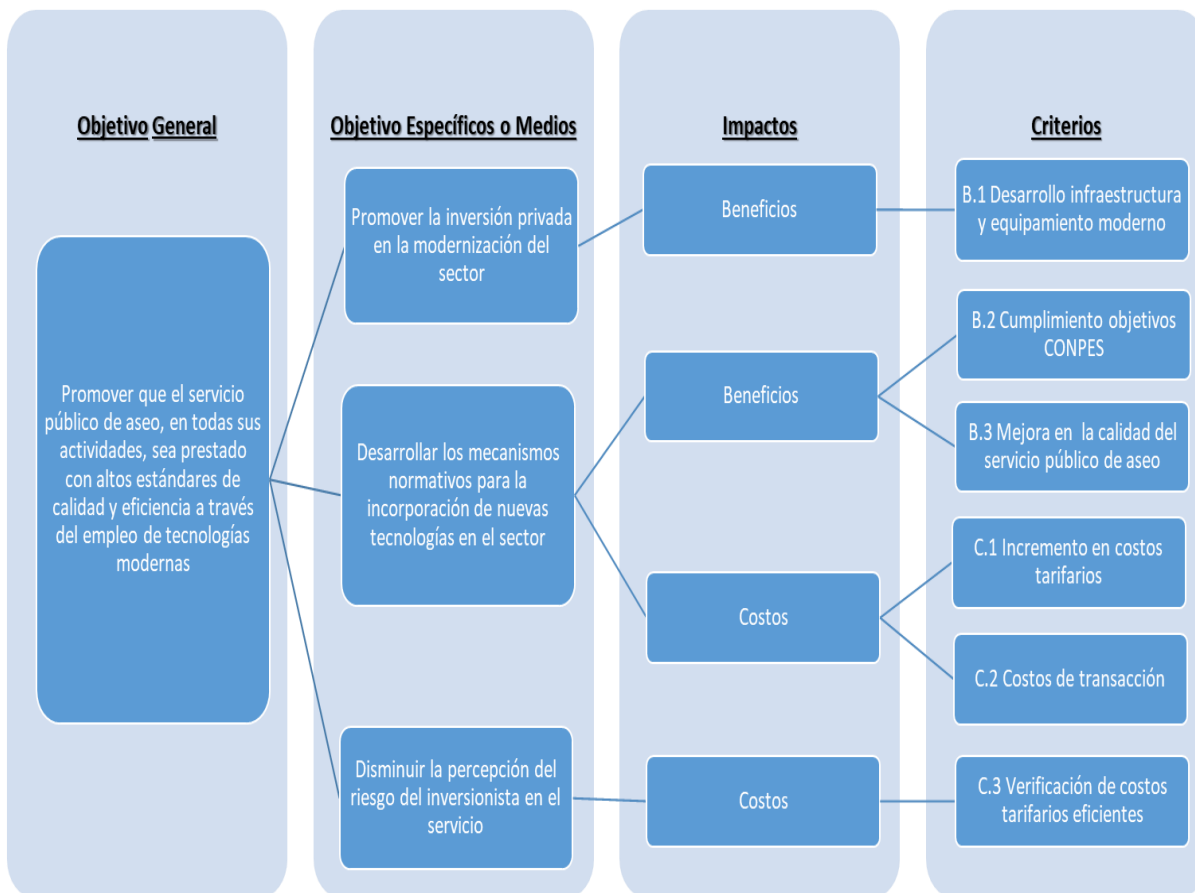 Objetivo General
Promover que el servicio
público de aseo, en todas sus
actividades, sea prestado
con altos estándares de
calidad y eficiencia a través
del empleo de tecnologías
modernas
Objetivo Específicos o Medios
Promover la inversión privada
en la modernización del
sector
Desarrollar los mecanismos
normativos para la
incorporación de nuevas
tecnologías en el sector
Disminuir la percepción del
riesgo del inversionista en el
servicio
Impactos
Beneficios
Beneficios
Costos
Costos
Criterios
B.1 Desarrollo infraestructura
y equipamiento moderno
B.2 Cumplimiento objetivos
CONPES
B.3 Mejora en la calidad del
servicio público de aseo
C.1 Incremento en costos
tarifarios
C.2 Costos de transacción
C.3 Verificación de costos
tarifarios eficientes